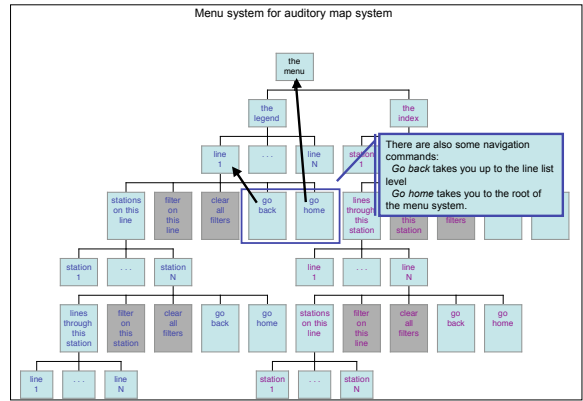 Menu system for auditory map system
the
menu
the
legend
the
index
line
1
. . .
line
N
station
1
There are also some navigation
commands:
Go back takes you up to the line list
level
Go home takes you to the root of
the menu system.
stations
on this
line
filter
on
this
line
clear
all
filters
go
back
go
home
lines
through
this
station
this
station
filters
station
1
. . .
station
N
line
1
. . .
line
N
lines
through
this
station
filter
on
this
station
clear
all
filters
go
back
go
home
stations
on this
line
filter
on
this
line
clear
all
filters
go
back
go
home
line
1
. . .
line
N
station
1
. . .
station
N